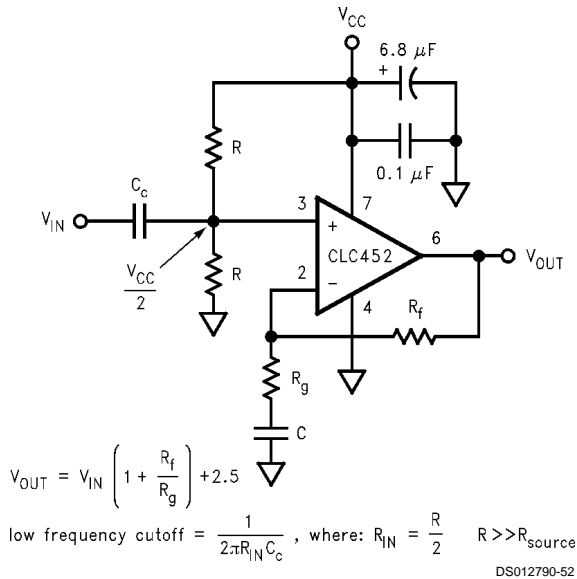 V_CC
6.8 μF
+
R
0.1 μF
C_c
3
7
V_IN
+
6
CLC452
V_OUT
V_CC/2
R
2
−
4
R_f
R_g
C
V_OUT = V_IN (1 + R_f/R_g) +2.5
low frequency cutoff = 1/(2πR_IN C_c) , where: R_IN = R/2 R>>R_source
DS012790-52